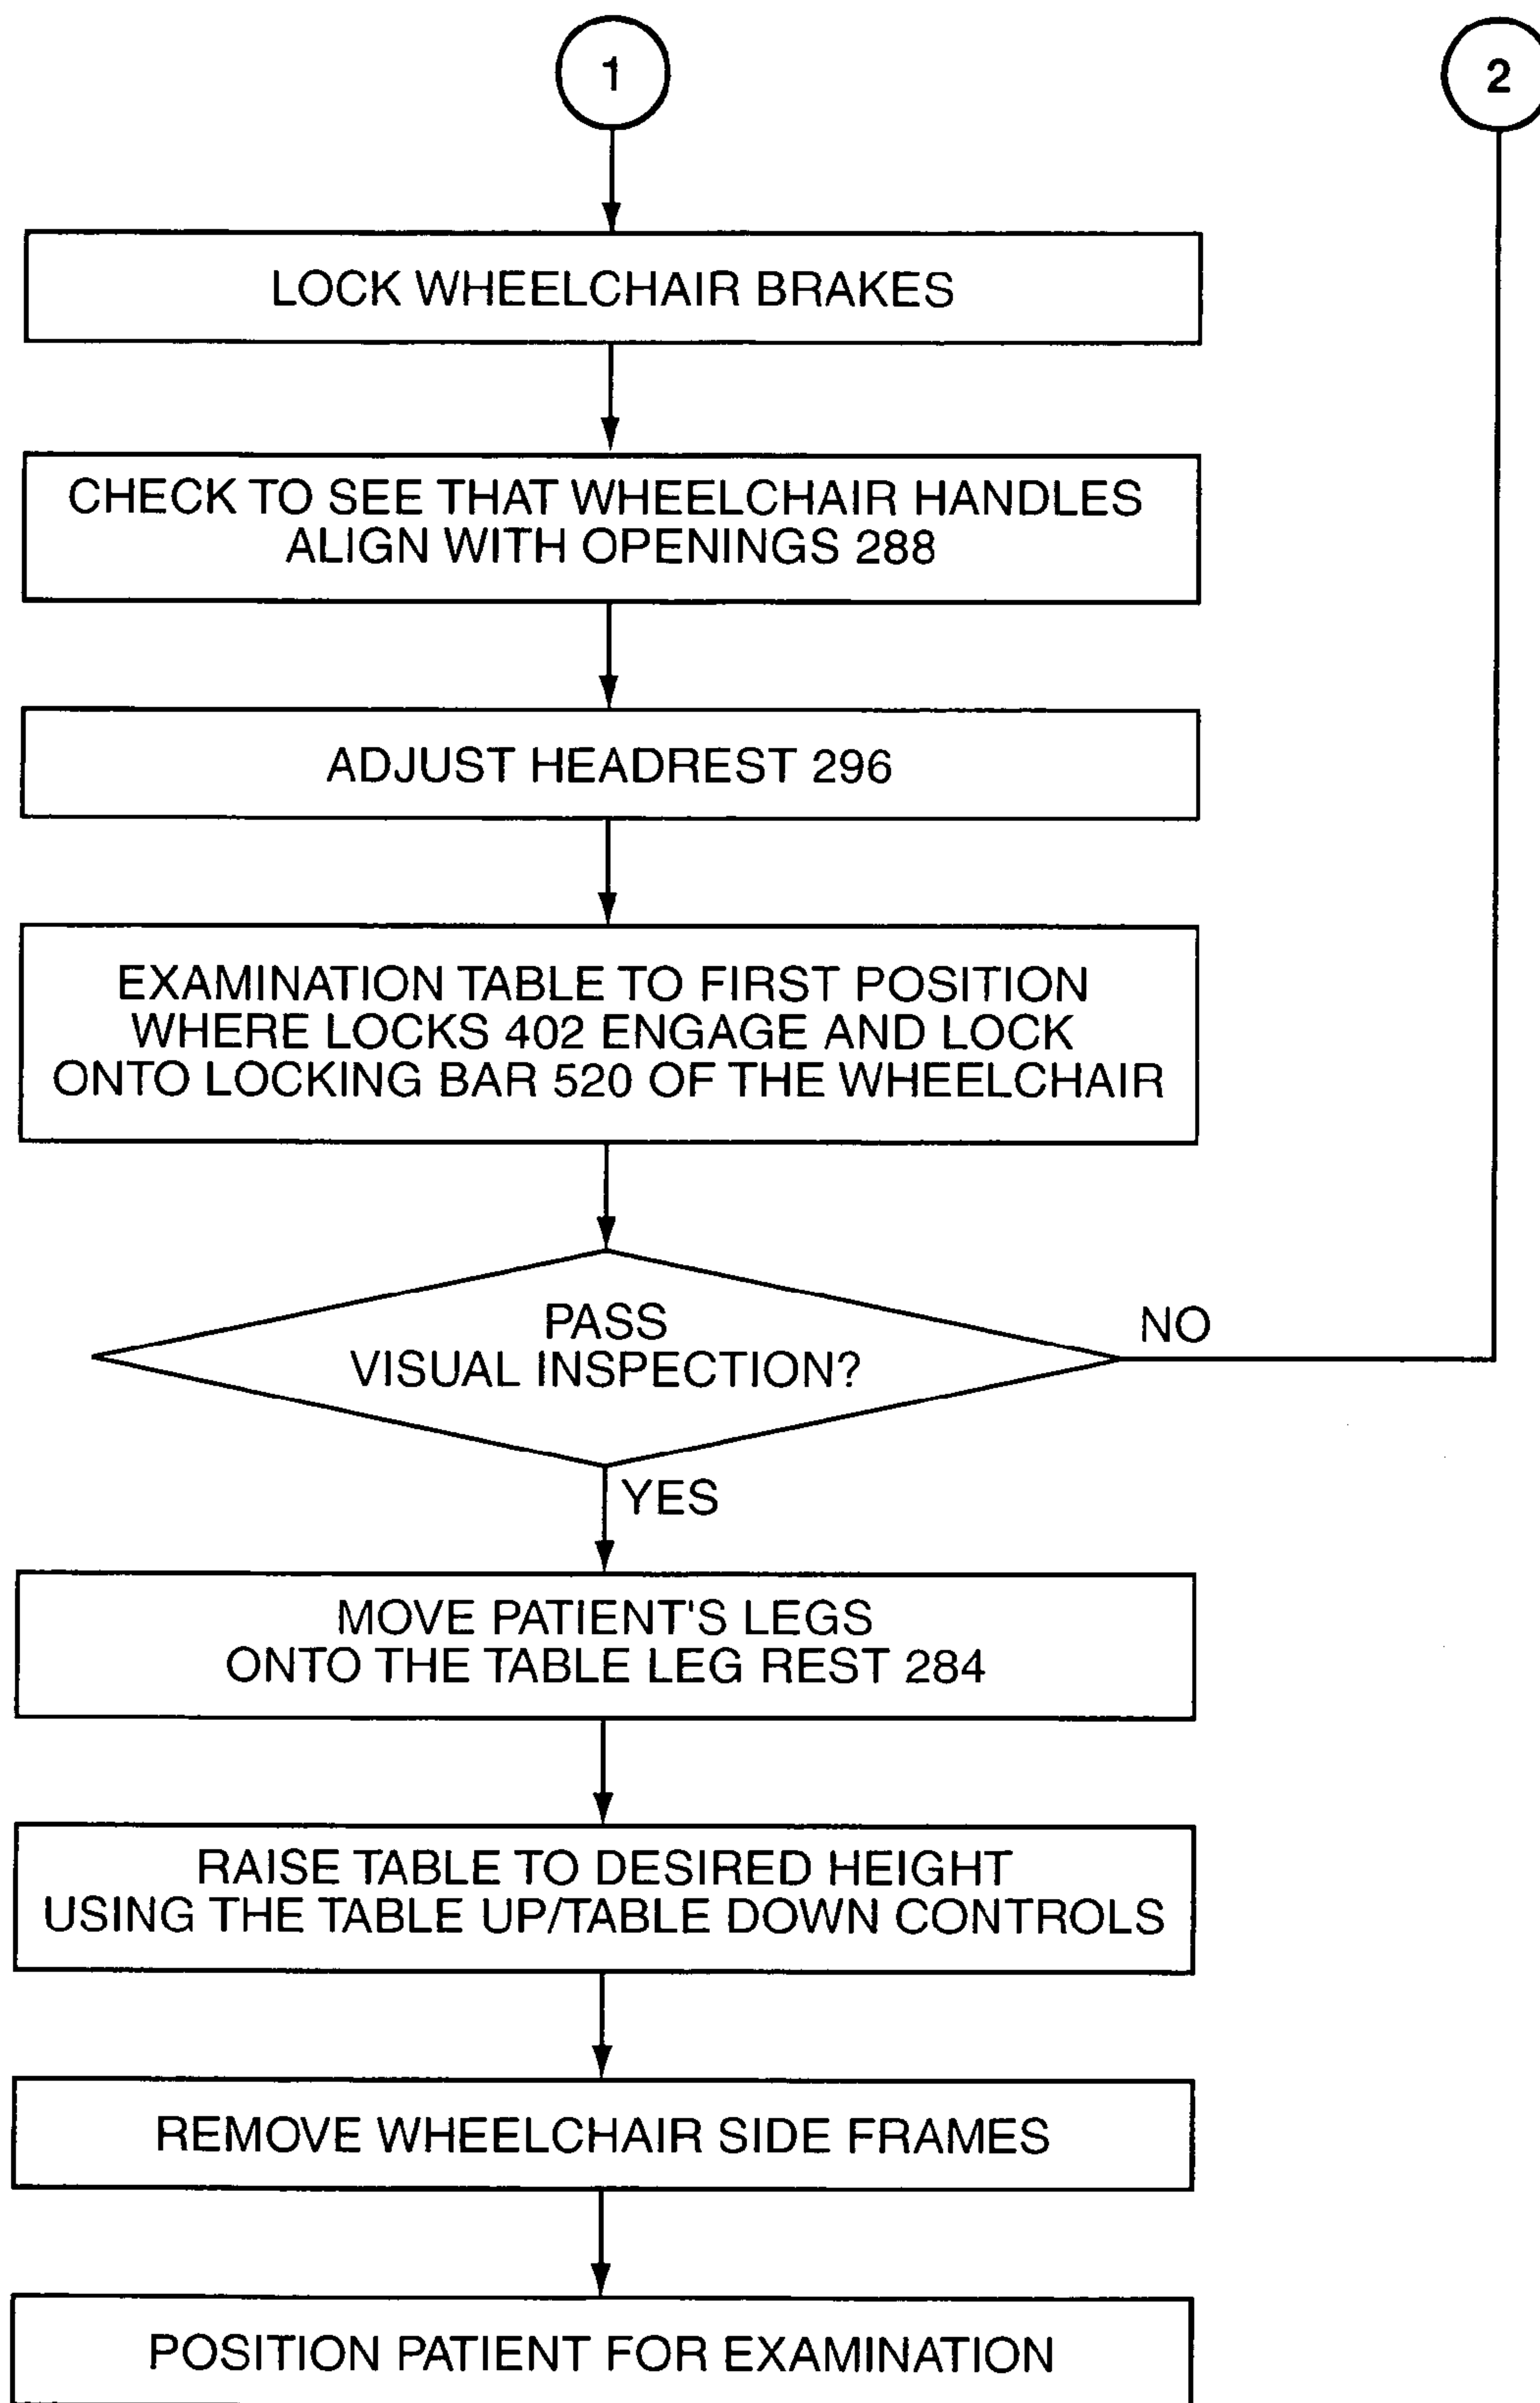 1
2
LOCK WHEELCHAIR BRAKES
CHECK TO SEE THAT WHEELCHAIR HANDLES
ALIGN WITH OPENINGS 288
ADJUST HEADREST 296
EXAMINATION TABLE TO FIRST POSITION
WHERE LOCKS 402 ENGAGE AND LOCK
ONTO LOCKING BAR 520 OF THE WHEELCHAIR
PASS
VISUAL INSPECTION?
NO
YES
MOVE PATIENT'S LEGS
ONTO THE TABLE LEG REST 284
RAISE TABLE TO DESIRED HEIGHT
USING THE TABLE UP/TABLE DOWN CONTROLS
REMOVE WHEELCHAIR SIDE FRAMES
POSITION PATIENT FOR EXAMINATION